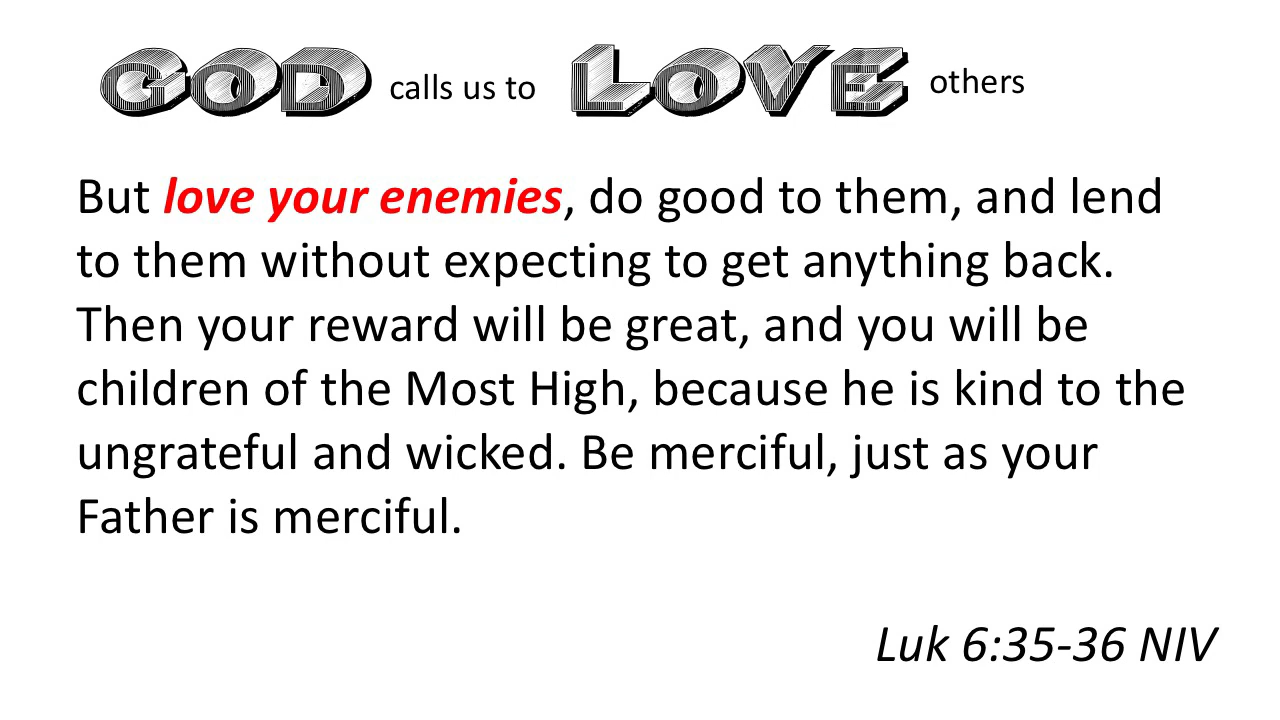 GOD calls us to LOVE others
But love your enemies, do good to them, and lend
to them without expecting to get anything back.
Then your reward will be great, and you will be
children of the Most High, because he is kind to the
ungrateful and wicked. Be merciful, just as your
Father is merciful.
Luk 6:35-36 NIV